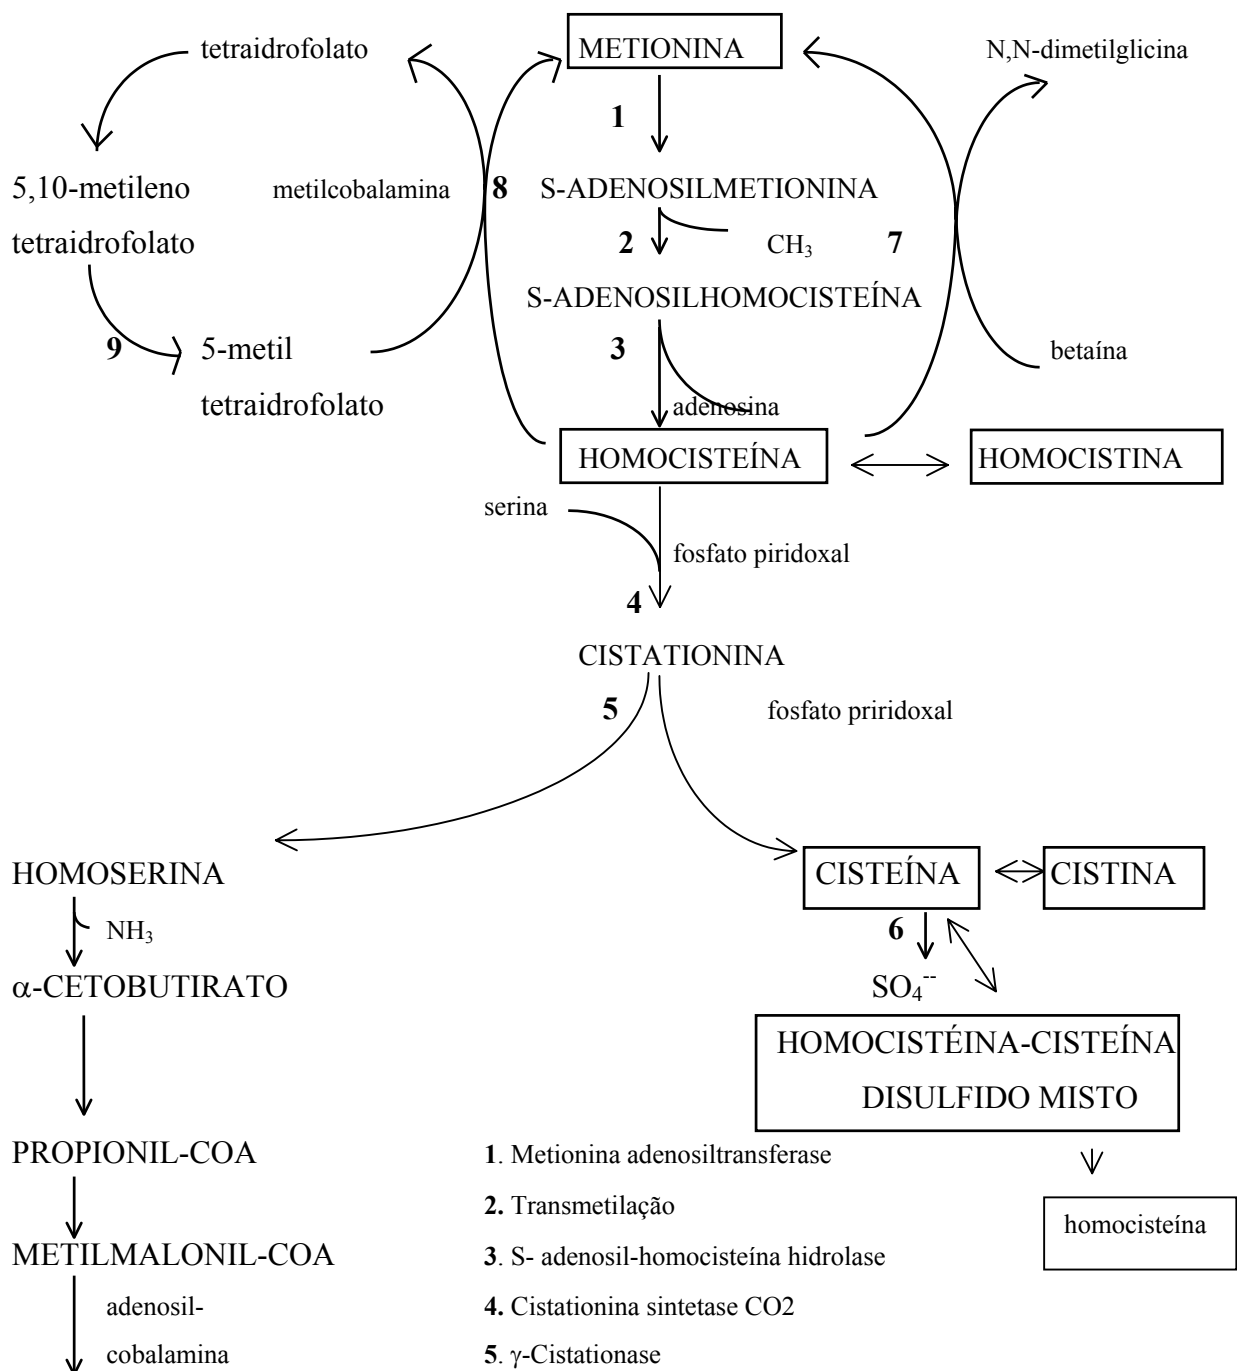 tetraidrofolato
METIONINA
N,N-dimetilglicina
1
5,10-metileno
tetraidrofolato
metilcobalamina
8
S-ADENOSILMETIONINA
2
CH₃
7
S-ADENOSILHOMOCISTEÍNA
9
5-metil
tetraidrofolato
3
betaína
adenosina
HOMOCISTEÍNA
HOMOCISTINA
serina
fosfato piridoxal
4
CISTATIONINA
5
fosfato priridoxal
HOMOSERINA
CISTEÍNA
CISTINA
NH₃
6
α-CETOBUTIRATO
SO₄⁻⁻
HOMOCISTÉINA-CISTEÍNA
DISULFIDO MISTO
PROPIONIL-COA
1. Metionina adenosiltransferase
2. Transmetilação
homocisteína
METILMALONIL-COA
3. S- adenosil-homocisteína hidrolase
adenosil-
4. Cistationina sintetase CO2
cobalamina
5. γ-Cistationase